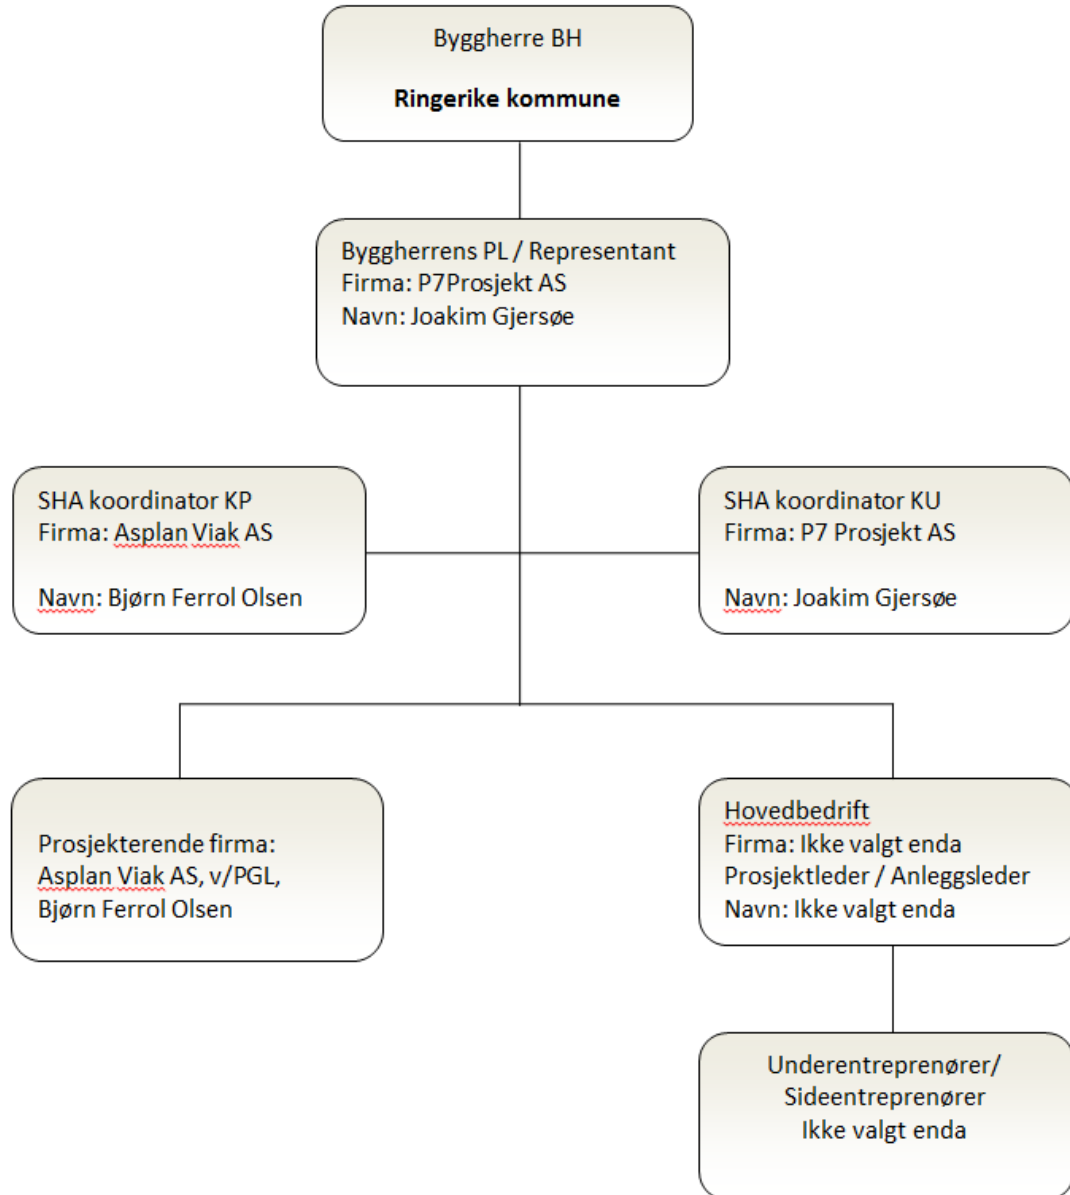 Byggherre BH
Ringerike kommune
Byggherrens PL / Representant
Firma: P7Prosjekt AS
Navn: Joakim Gjersøe
SHA koordinator KP
Firma: Asplan Viak AS
Navn: Bjørn Ferrol Olsen
SHA koordinator KU
Firma: P7 Prosjekt AS
Navn: Joakim Gjersøe
Prosjekterende firma:
Asplan Viak AS, v/PGL,
Bjørn Ferrol Olsen
Hovedbedrift
Firma: Ikke valgt enda
Prosjektleder / Anleggsleder
Navn: Ikke valgt enda
Underentreprenører/
Sideentreprenører
Ikke valgt enda